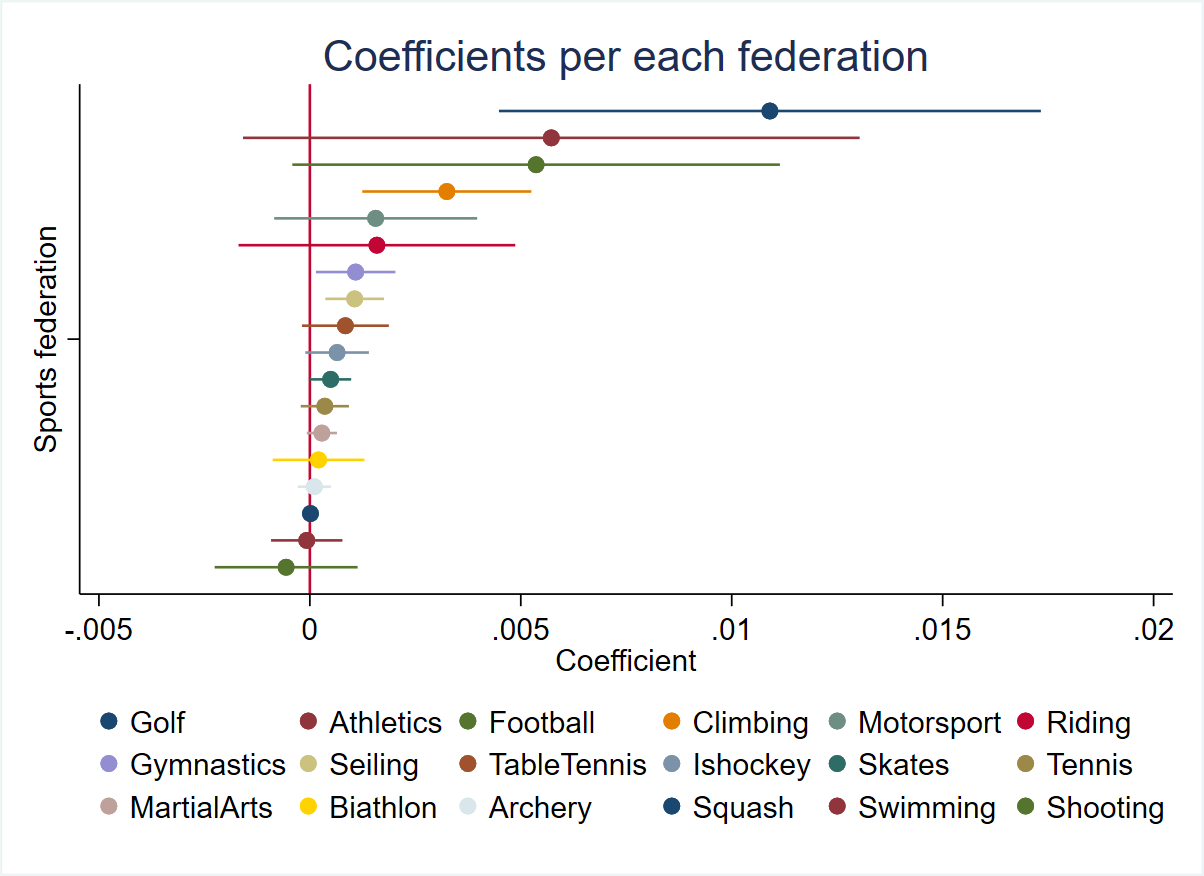 Coefficients per each federation
Sports federation
-.005 0 .005 .01 .015 .02
Coefficient
Golf Athletics Football Climbing Motorsport Riding
Gymnastics Seiling TableTennis Ishockey Skates Tennis
MartialArts Biathlon Archery Squash Swimming Shooting